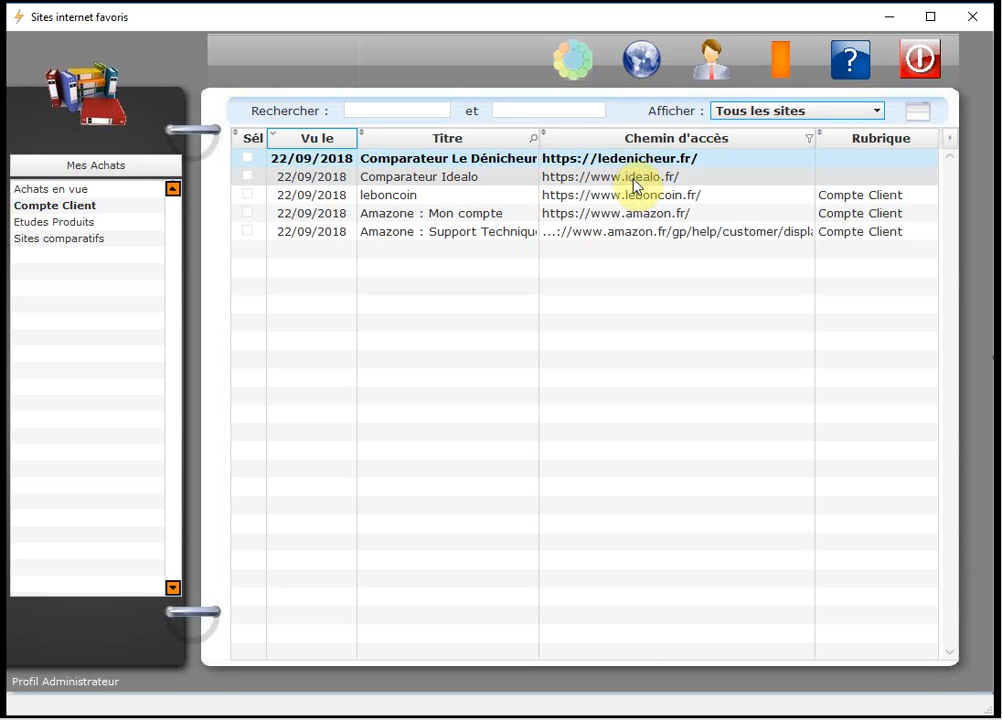 Sites internet favoris
?
Rechercher :
et
Afficher : Tous les sites
Sél Vu le Titre Chemin d'accès Rubrique
22/09/2018 Comparateur Le Dénicheur https://ledenicheur.fr/
22/09/2018 Comparateur Idealo https://www.idealo.fr/
22/09/2018 leboncoin https://www.leboncoin.fr/ Compte Client
22/09/2018 Amazone : Mon compte https://www.amazon.fr/ Compte Client
22/09/2018 Amazone : Support Techniqu ...://www.amazon.fr/gp/help/customer/displa Compte Client
Mes Achats
Achats en vue
Compte Client
Etudes Produits
Sites comparatifs
Profil Administrateur